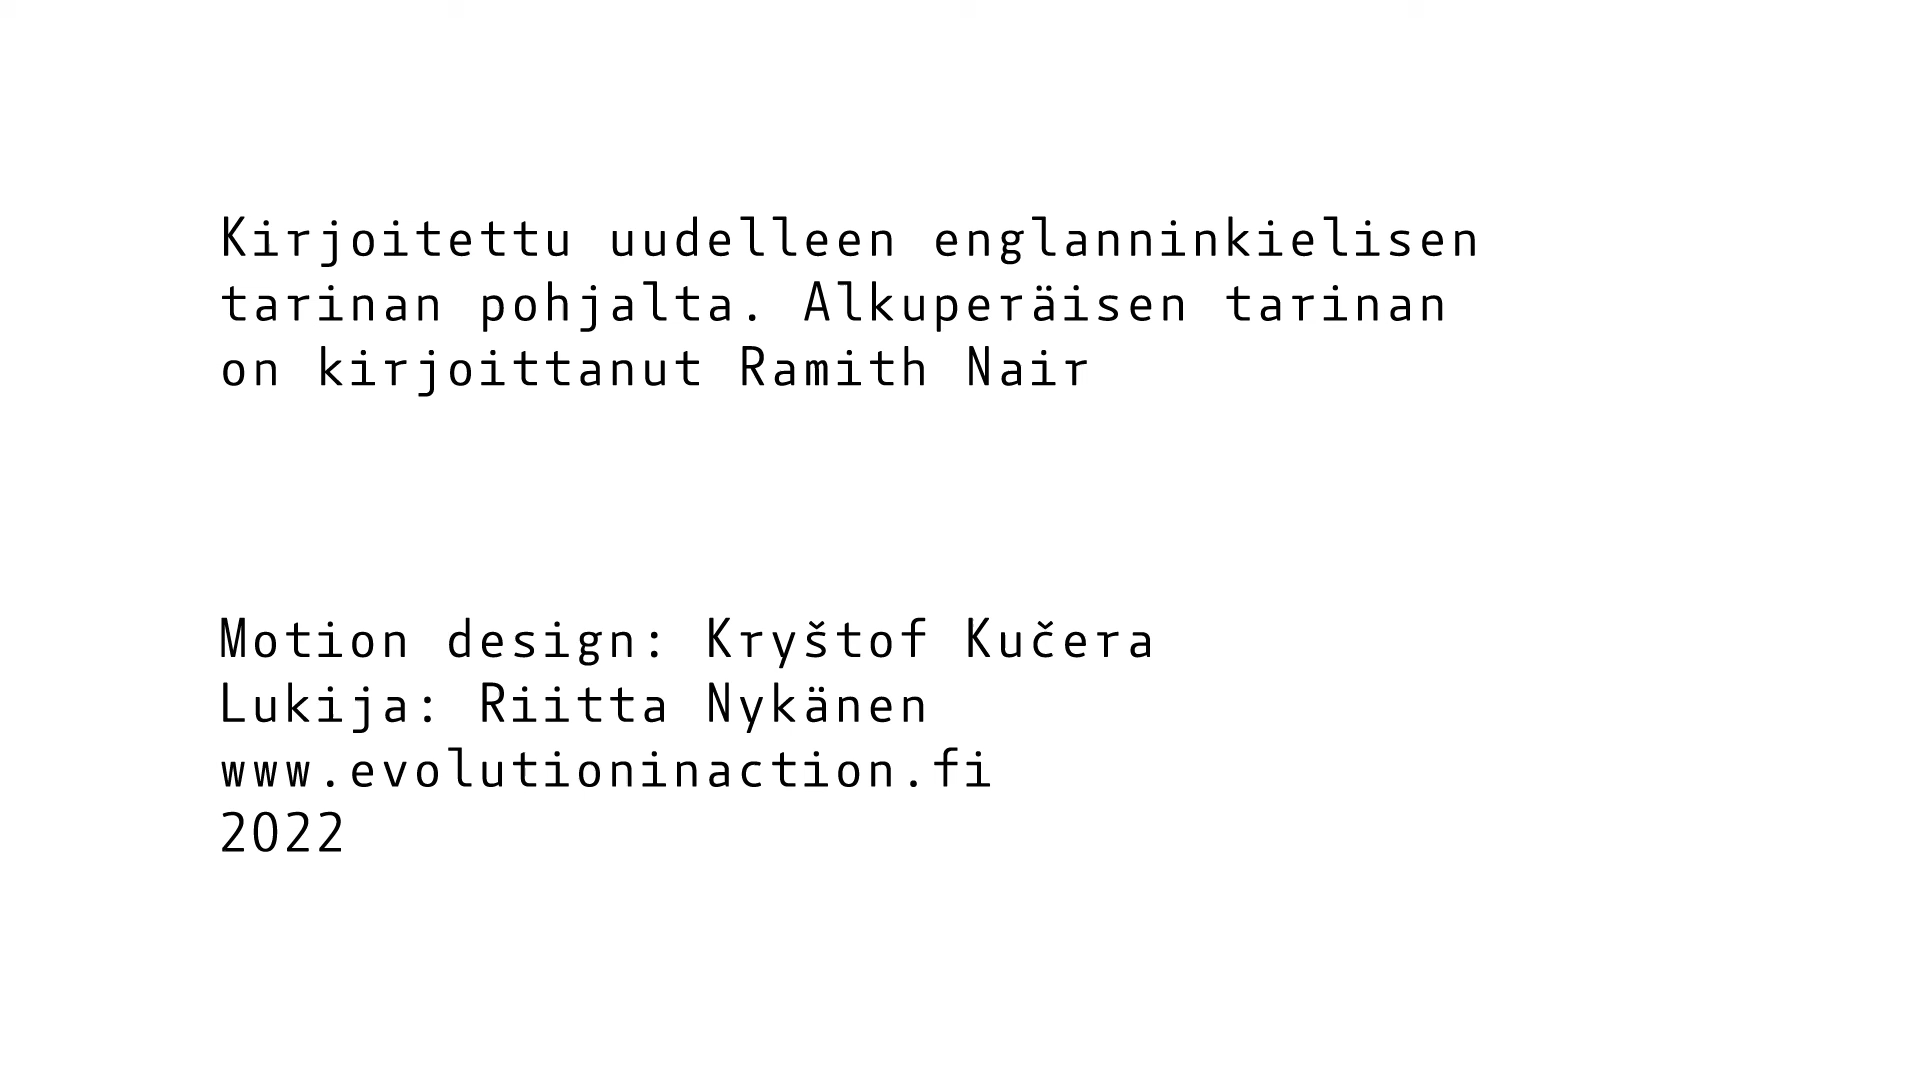 Kirjoitettu uudelleen englanninkielisen
tarinan pohjalta. Alkuperäisen tarinan
on kirjoittanut Ramith Nair
Motion design: Kryštof Kučera
Lukija: Riitta Nykänen
www.evolutioninaction.fi
2022